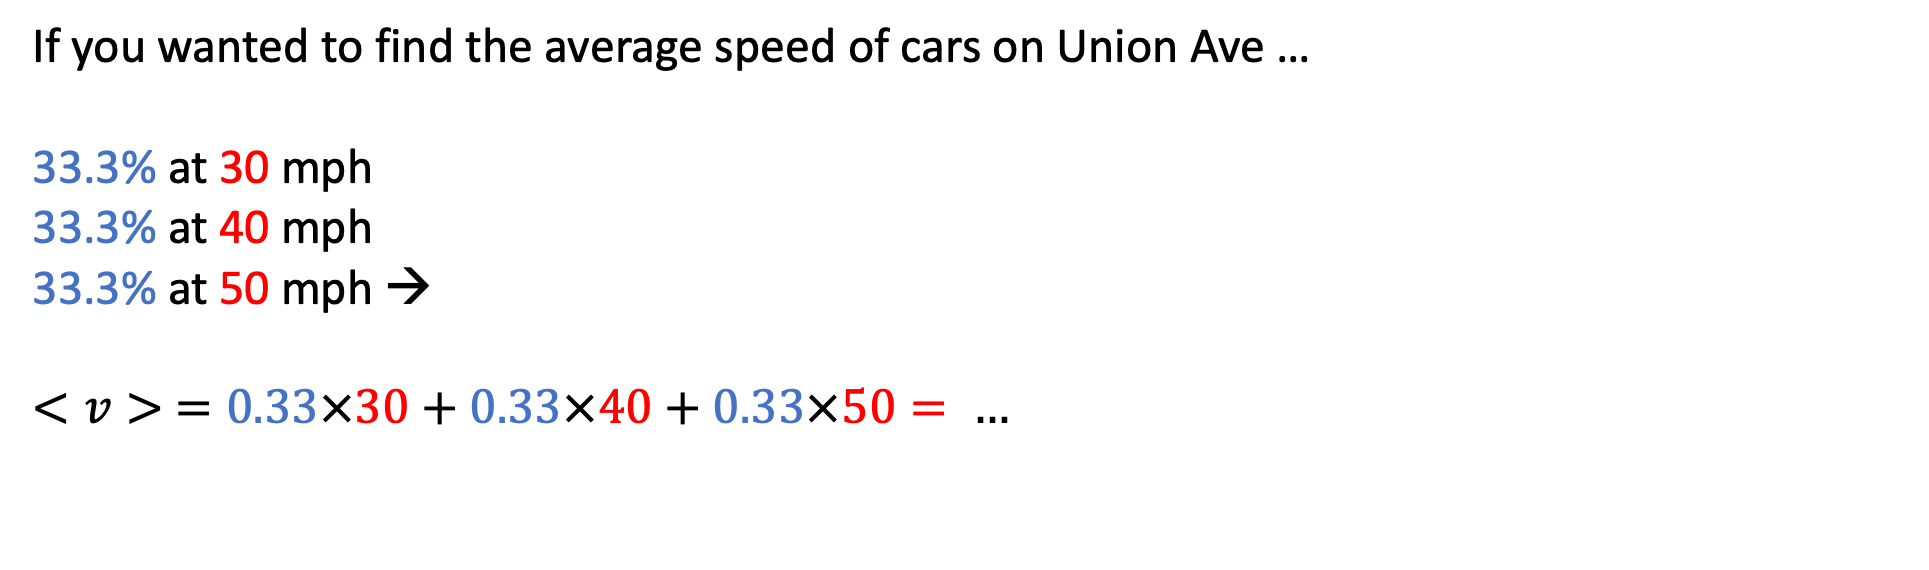 If you wanted to find the average speed of cars on Union Ave ...
33.3% at 30 mph
33.3% at 40 mph
33.3% at 50 mph →
< v > = 0.33×30 + 0.33×40 + 0.33×50 = ...